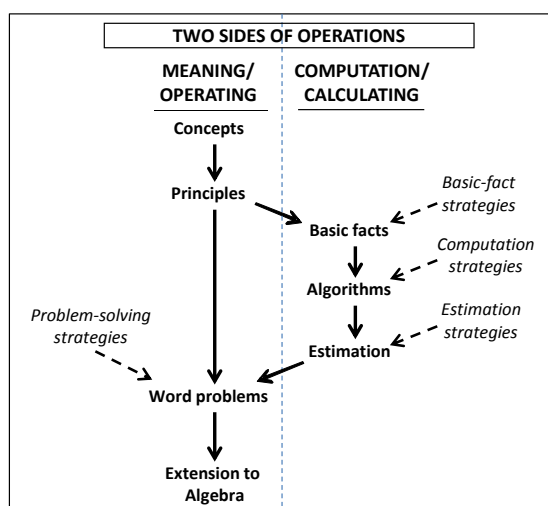 TWO SIDES OF OPERATIONS
MEANING/
OPERATING
COMPUTATION/
CALCULATING
Concepts
Principles
Basic-fact
strategies
Basic facts
Computation
strategies
Algorithms
Problem-solving
strategies
Estimation
strategies
Estimation
Word problems
Extension to
Algebra